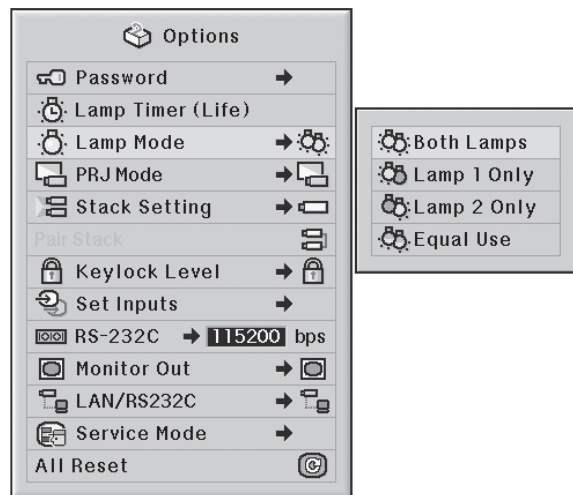 Options
Password
Lamp Timer (Life)
Lamp Mode
PRJ Mode
Stack Setting
Pair Stack
Keylock Level
Set Inputs
RS-232C 115200 bps
Monitor Out
LAN/RS232C
Service Mode
All Reset
Both Lamps
Lamp 1 Only
Lamp 2 Only
Equal Use